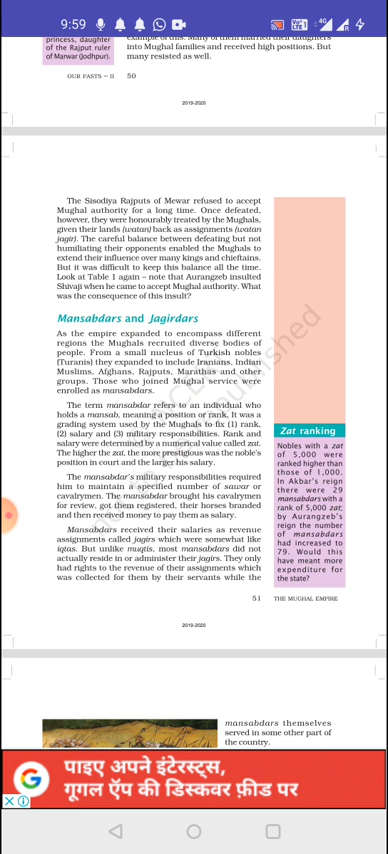 9:59
4G
R
princess, daughter
of the Rajput ruler
of Marwar (Jodhpur).
example of this. Many of them married their daughters
into Mughal families and received high positions. But
many resisted as well.
OUR PASTS – II 50
2019-2020
The Sisodiya Rajputs of Mewar refused to accept
Mughal authority for a long time. Once defeated,
however, they were honourably treated by the Mughals,
given their lands (watan) back as assignments (watan
jagir). The careful balance between defeating but not
humiliating their opponents enabled the Mughals to
extend their influence over many kings and chieftains.
But it was difficult to keep this balance all the time.
Look at Table 1 again – note that Aurangzeb insulted
Shivaji when he came to accept Mughal authority. What
was the consequence of this insult?
Mansabdars and Jagirdars
As the empire expanded to encompass different
regions the Mughals recruited diverse bodies of
people. From a small nucleus of Turkish nobles
(Turanis) they expanded to include Iranians, Indian
Muslims, Afghans, Rajputs, Marathas and other
groups. Those who joined Mughal service were
enrolled as mansabdars.
The term mansabdar refers to an individual who
holds a mansab, meaning a position or rank. It was a
grading system used by the Mughals to fix (1) rank,
(2) salary and (3) military responsibilities. Rank and
salary were determined by a numerical value called zat.
The higher the zat, the more prestigious was the noble's
position in court and the larger his salary.
The mansabdar's military responsibilities required
him to maintain a specified number of sawar or
cavalrymen. The mansabdar brought his cavalrymen
for review, got them registered, their horses branded
and then received money to pay them as salary.
Mansabdars received their salaries as revenue
assignments called jagirs which were somewhat like
iqtas. But unlike muqtis, most mansabdars did not
actually reside in or administer their jagirs. They only
had rights to the revenue of their assignments which
was collected for them by their servants while the
Zat ranking
Nobles with a zat
of 5,000 were
ranked higher than
those of 1,000.
In Akbar's reign
there were 29
mansabdars with a
rank of 5,000 zat;
by Aurangzeb's
reign the number
of mansabdars
had increased to
79. Would this
have meant more
expenditure for
the state?
51 THE MUGHAL EMPIRE
2019-2020
mansabdars themselves
served in some other part of
the country.
पाइए अपने इंटरेस्ट्स,
गूगल ऍप की डिस्कवर फ़ीड पर